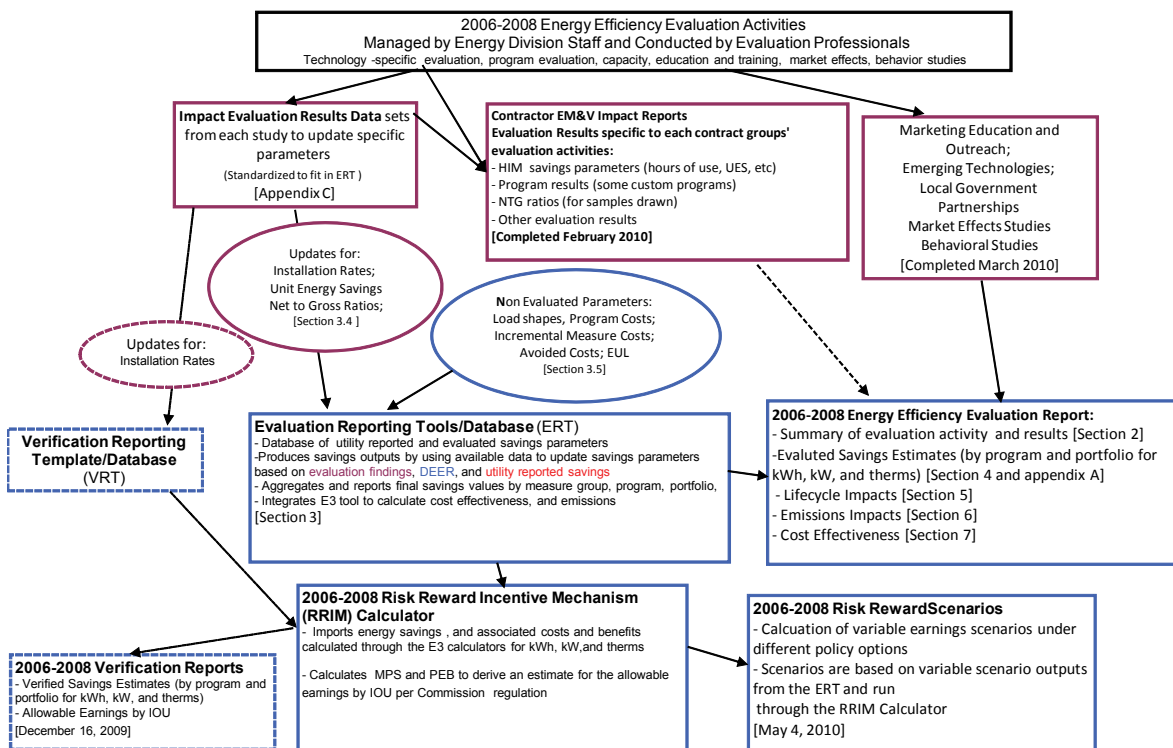 2006-2008 Energy Efficiency Evaluation Activities
Managed by Energy Division Staff and Conducted by Evaluation Professionals
Technology -specific evaluation, program evaluation, capacity, education and training, market effects, behavior studies
Impact Evaluation Results Data sets
from each study to update specific
parameters
(Standardized to fit in ERT )
[Appendix C]
Contractor EM&V Impact Reports
Evaluation Results specific to each contract groups'
evaluation activities:
- HIM savings parameters (hours of use, UES, etc)
- Program results (some custom programs)
- NTG ratios (for samples drawn)
- Other evaluation results
[Completed February 2010]
Marketing Education and
Outreach;
Emerging Technologies;
Local Government
Partnerships
Market Effects Studies
Behavioral Studies
[Completed March 2010]
Updates for:
Installation Rates;
Unit Energy Savings
Net to Gross Ratios;
[Section 3.4 ]
Non Evaluated Parameters:
Load shapes, Program Costs;
Incremental Measure Costs;
Avoided Costs; EUL
[Section 3.5]
Updates for:
Installation Rates
Verification Reporting
Template/Database
(VRT)
Evaluation Reporting Tools/Database (ERT)
- Database of utility reported and evaluated savings parameters
-Produces savings outputs by using available data to update savings parameters
based on evaluation findings, DEER, and utility reported savings
- Aggregates and reports final savings values by measure group, program, portfolio,
- Integrates E3 tool to calculate cost effectiveness, and emissions
[Section 3]
2006-2008 Energy Efficiency Evaluation Report:
- Summary of evaluation activity and results [Section 2]
-Evaluted Savings Estimates (by program and portfolio for
kWh, kW, and therms) [Section 4 and appendix A]
- Lifecycle Impacts [Section 5]
- Emissions Impacts [Section 6]
- Cost Effectiveness [Section 7]
2006-2008 Verification Reports
- Verified Savings Estimates (by program and
portfolio for kWh, kW, and therms)
- Allowable Earnings by IOU
[December 16, 2009]
2006-2008 Risk Reward Incentive Mechanism
(RRIM) Calculator
- Imports energy savings , and associated costs and benefits
calculated through the E3 calculators for kWh, kW,and therms
- Calculates MPS and PEB to derive an estimate for the allowable
earnings by IOU per Commission regulation
2006-2008 Risk RewardScenarios
- Calcuation of variable earnings scenarios under
different policy options
- Scenarios are based on variable scenario outputs
from the ERT and run
through the RRIM Calculator
[May 4, 2010]